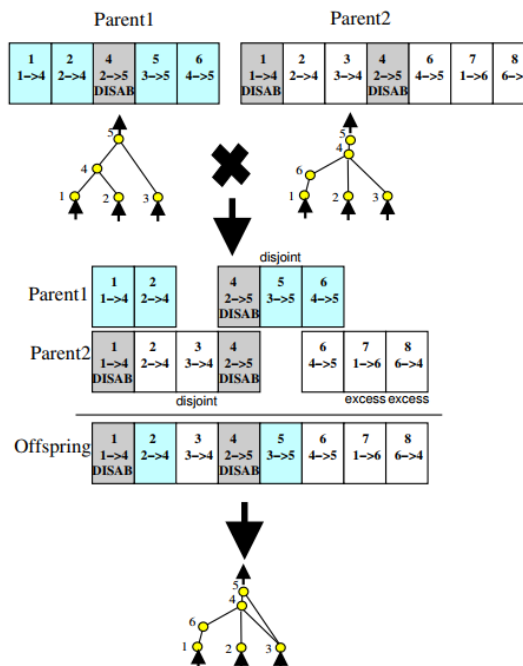 Parent1 Parent2
1 2 4 5 6 1 2 3 4 6 7 8
1->4 2->4 2->5 3->5 4->5 1->4 2->4 3->4 2->5 4->5 1->6 6->4
DISAB DISAB DISAB
5 5
4 4
6
1 2 3 1 2 3
disjoint
Parent1
1 2 4 5 6
1->4 2->4 2->5 3->5 4->5
DISAB
Parent2
1 2 3 4 6 7 8
1->4 2->4 3->4 2->5 4->5 1->6 6->4
DISAB DISAB
disjoint excess excess
Offspring
1 2 3 4 5 6 7 8
1->4 2->4 3->4 2->5 3->5 4->5 1->6 6->4
DISAB DISAB
5
4
6
1 2 3